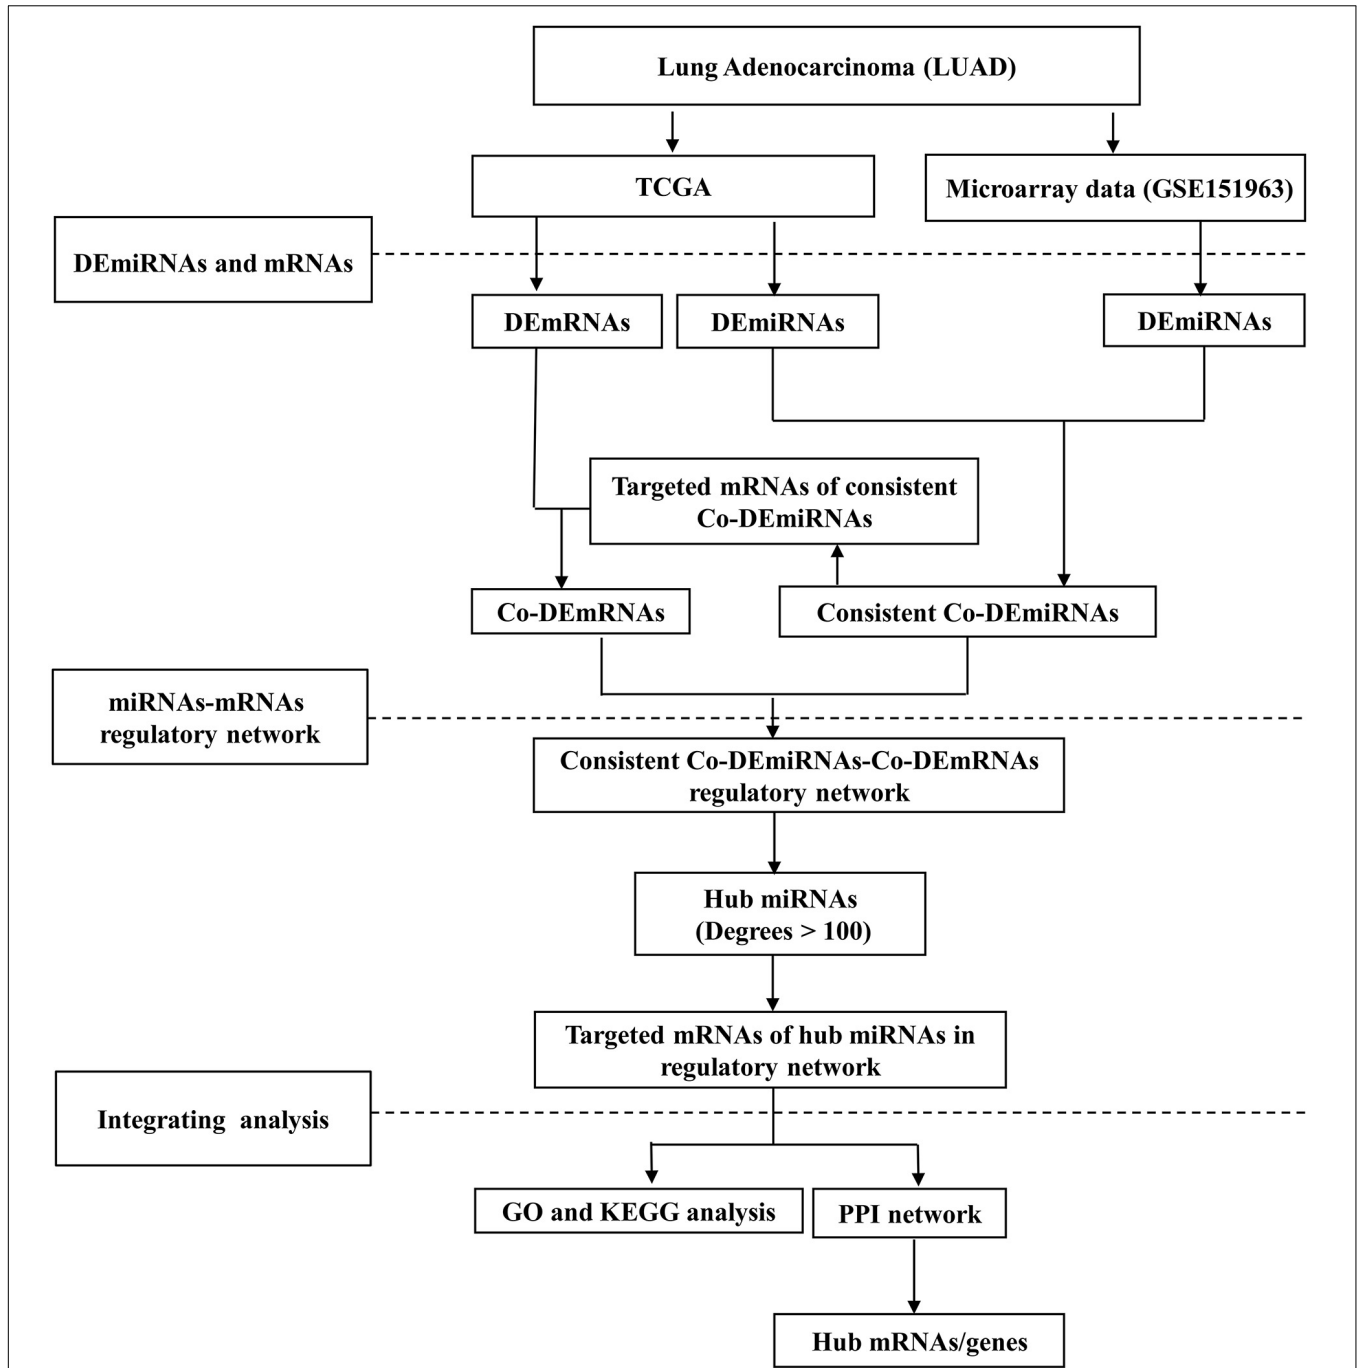 Lung Adenocarcinoma (LUAD)
TCGA
Microarray data (GSE151963)
DEmiRNAs and mRNAs
DEmRNAs
DEmiRNAs
DEmiRNAs
Targeted mRNAs of consistent
Co-DEmiRNAs
Co-DEmRNAs
Consistent Co-DEmiRNAs
miRNAs-mRNAs
regulatory network
Consistent Co-DEmiRNAs-Co-DEmRNAs
regulatory network
Hub miRNAs
(Degrees > 100)
Targeted mRNAs of hub miRNAs in
regulatory network
Integrating analysis
GO and KEGG analysis
PPI network
Hub mRNAs/genes